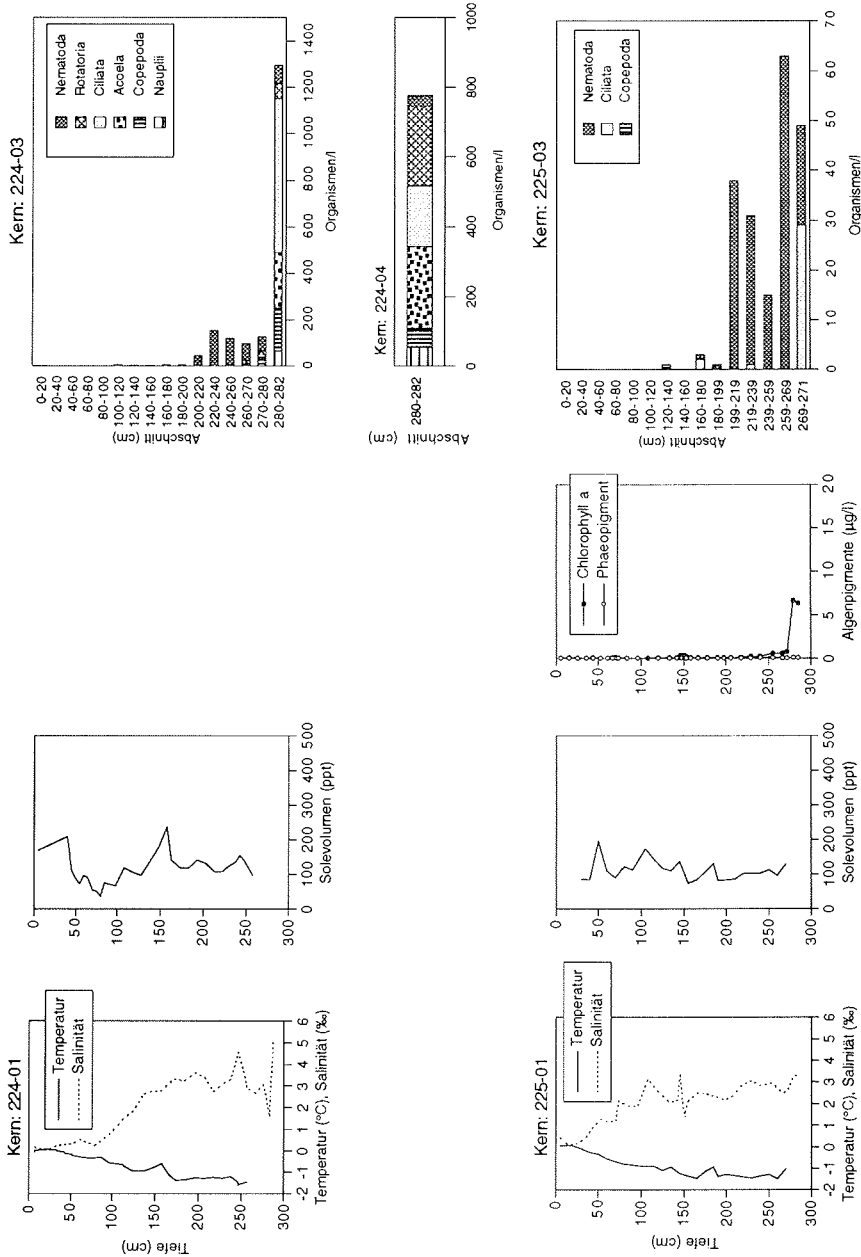 Kern: 224-01
Tiefe (cm)
0
50
100
150
200
250
300
Temperatur
Salinität
-2 -1 0 1 2 3 4 5 6
Temperatur (°C), Salinität (‰)
0
50
100
150
200
250
300
0 100 200 300 400 500
Solevolumen (ppt)
Kern: 224-03
Abschnitt (cm)
0-20
20-40
40-60
60-80
80-100
100-120
120-140
140-160
160-180
180-200
200-220
220-240
240-260
260-270
270-280
280-282
Nematoda
Rotatoria
Ciliata
Acoela
Copepoda
Nauplii
0 200 400 600 800 1000 1200 1400
Organismen/l
Kern: 224-04
Abschnitt (cm)
280-282
0 200 400 600 800 1000
Organismen/l
Kern: 225-01
Tiefe (cm)
0
50
100
150
200
250
300
Temperatur
Salinität
-2 -1 0 1 2 3 4 5 6
Temperatur (°C), Salinität (‰)
0
50
100
150
200
250
300
0 100 200 300 400 500
Solevolumen (ppt)
0
50
100
150
200
250
300
Chlorophyll a
Phaeopigment
0 5 10 15 20
Algenpigmente (µg/l)
Kern: 225-03
Abschnitt (cm)
0-20
20-40
40-60
60-80
80-100
100-120
120-140
160-180
180-199
199-219
219-239
239-259
259-269
269-271
Nematoda
Ciliata
Copepoda
0 10 20 30 40 50 60 70
Organismen/l